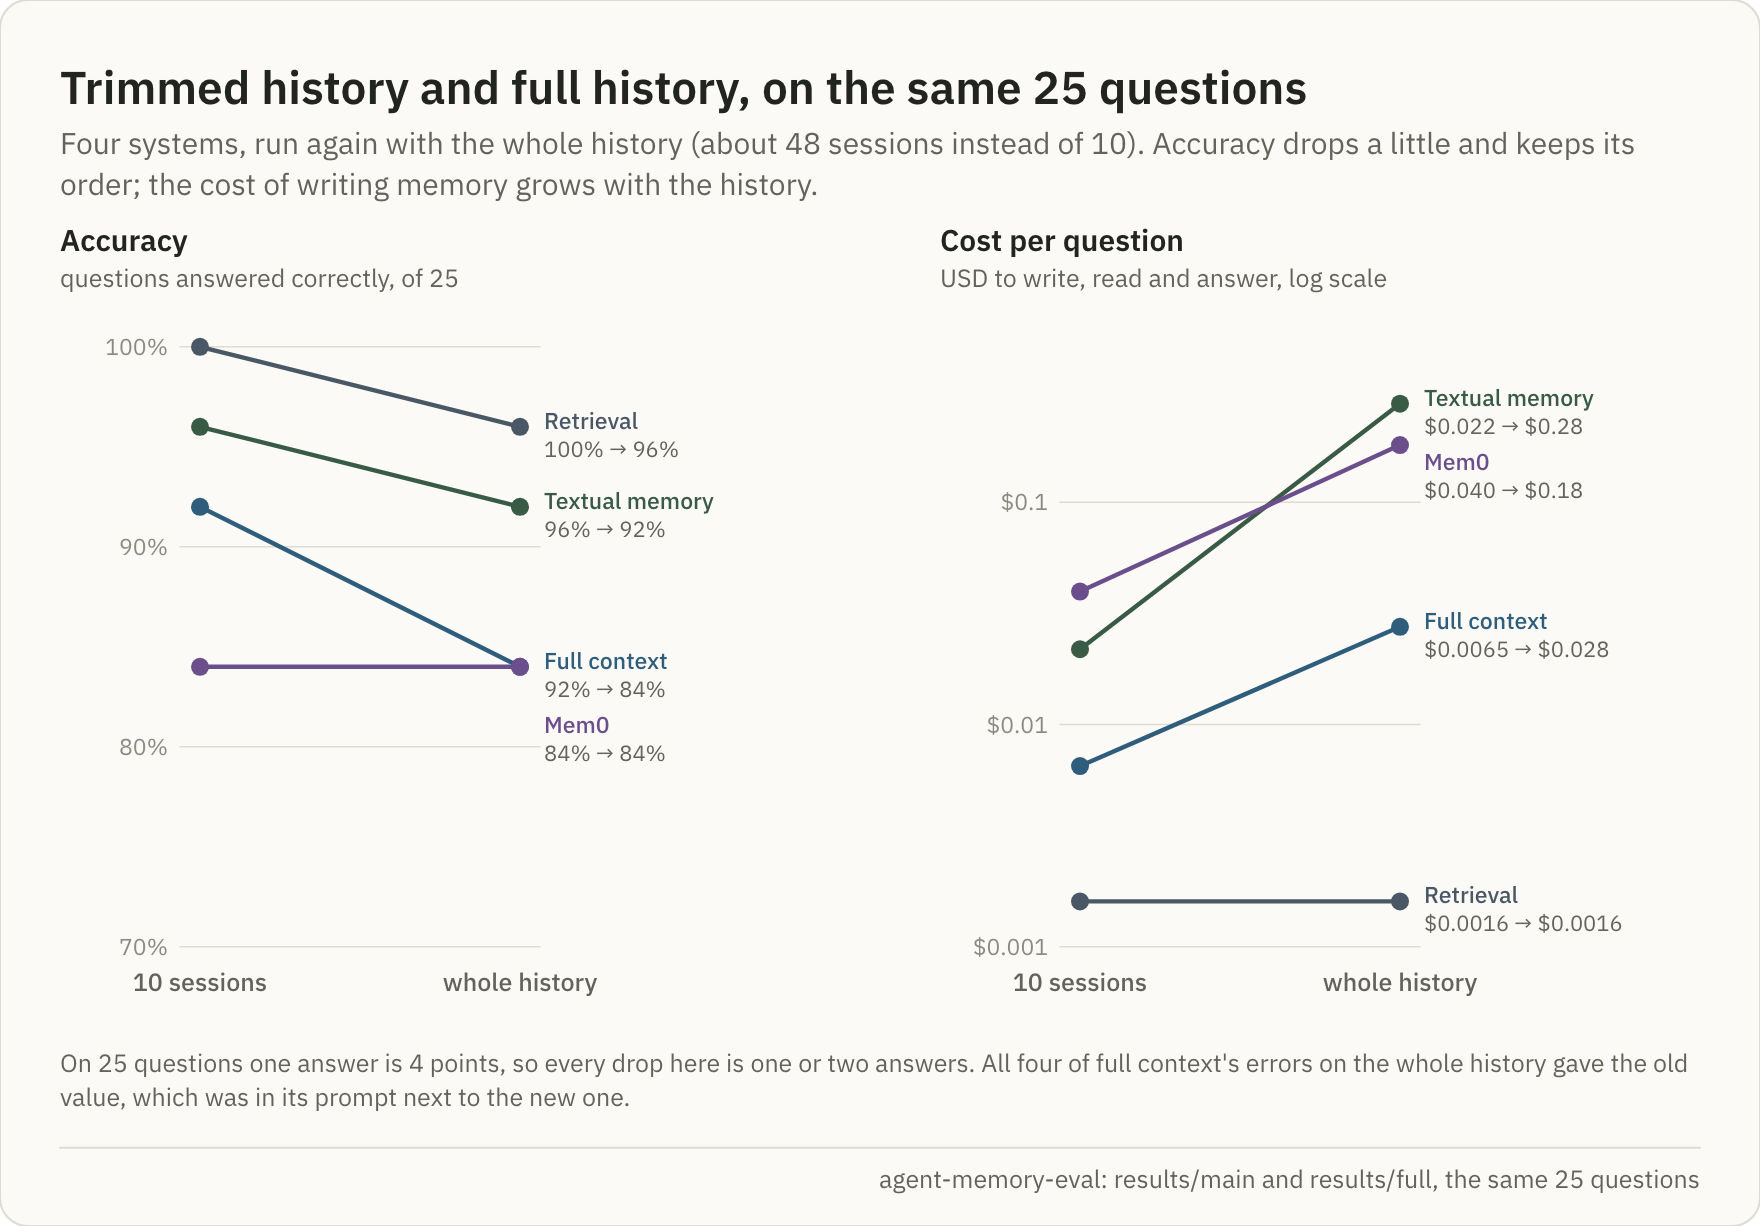 Trimmed history and full history, on the same 25 questions
Four systems, run again with the whole history (about 48 sessions instead of 10). Accuracy drops a little and keeps its
order; the cost of writing memory grows with the history.
Accuracy
questions answered correctly, of 25
100%
90%
80%
70%
Retrieval
100% → 96%
Textual memory
96% → 92%
Full context
92% → 84%
Mem0
84% → 84%
10 sessions
whole history
Cost per question
USD to write, read and answer, log scale
$0.1
$0.01
$0.001
Textual memory
$0.022 → $0.28
Mem0
$0.040 → $0.18
Full context
$0.0065 → $0.028
Retrieval
$0.0016 → $0.0016
10 sessions
whole history
On 25 questions one answer is 4 points, so every drop here is one or two answers. All four of full context's errors on the whole history gave the old
value, which was in its prompt next to the new one.
agent-memory-eval: results/main and results/full, the same 25 questions